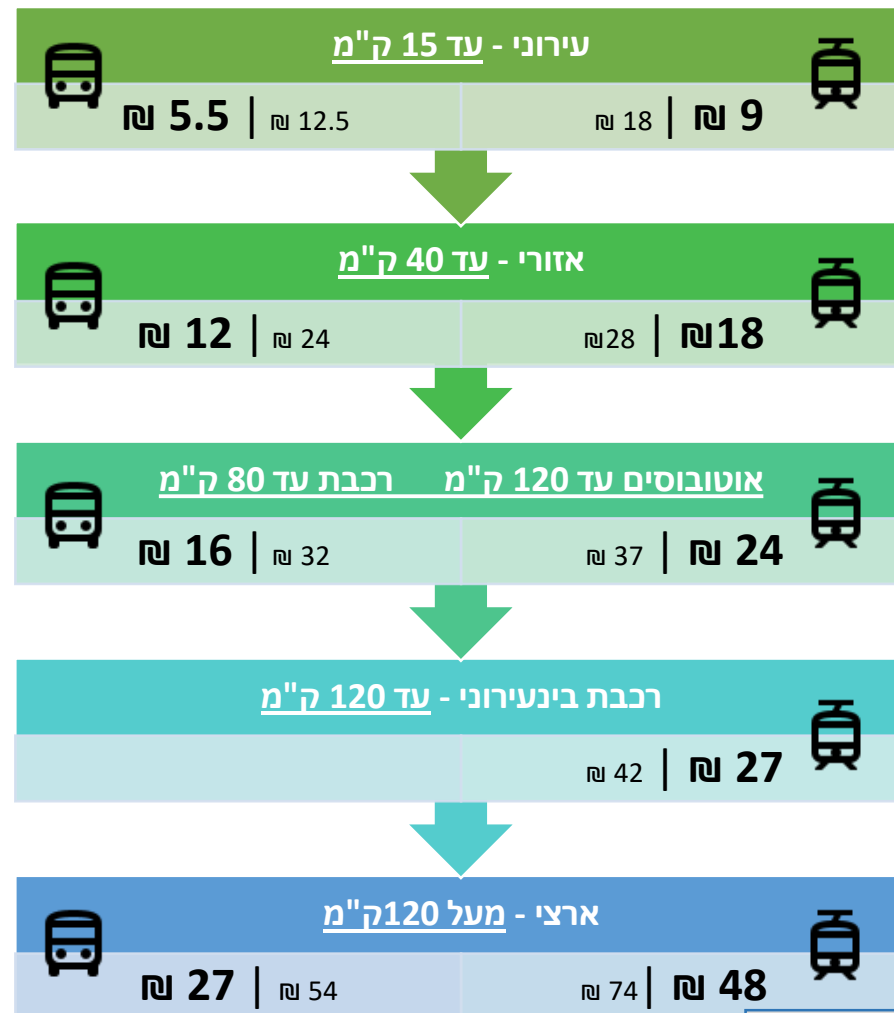 עירוני - עד 15 ק"מ
9 ₪ | 18 ₪
5.5 ₪ | 12.5 ₪
אזורי - עד 40 ק"מ
18₪ | 28₪
12 ₪ | 24 ₪
אוטובוסים עד 120 ק"מ רכבת עד 80 ק"מ
24 ₪ | 37 ₪
16 ₪ | 32 ₪
רכבת בינעירוני - עד 120 ק"מ
27 ₪ | 42 ₪
ארצי - מעל 120ק"מ
48 ₪ | 74 ₪
27 ₪ | 54 ₪